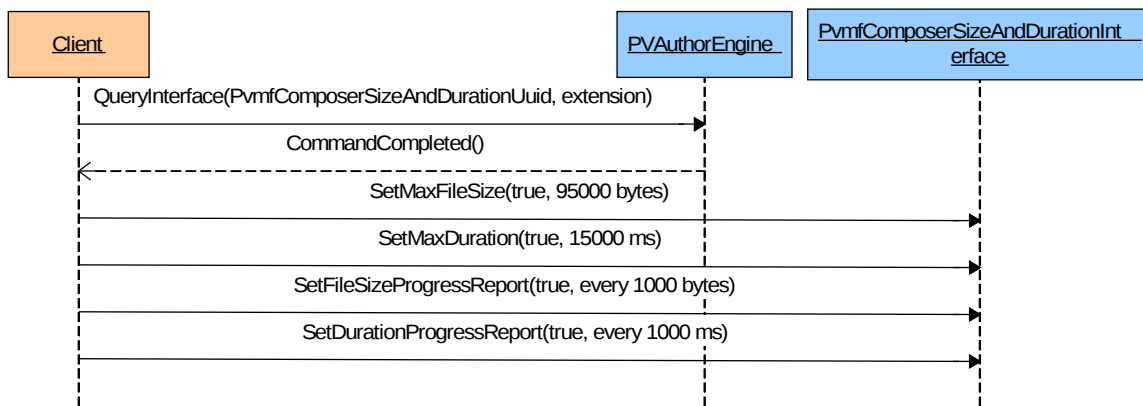 Client
PVAuthorEngine
PvmfComposerSizeAndDurationInt
erface
QueryInterface(PvmfComposerSizeAndDurationUuid, extension)
CommandCompleted()
SetMaxFileSize(true, 95000 bytes)
SetMaxDuration(true, 15000 ms)
SetFileSizeProgressReport(true, every 1000 bytes)
SetDurationProgressReport(true, every 1000 ms)